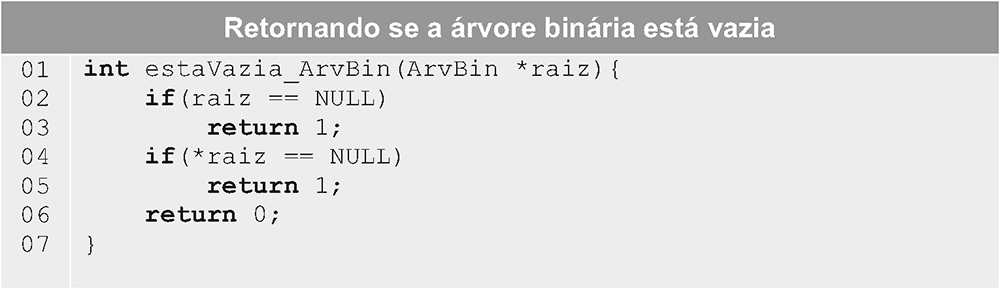 Retornando se a árvore binária está vazia
01 int estaVazia_ArvBin(ArvBin *raiz){
02     if(raiz == NULL)
03         return 1;
04     if(*raiz == NULL)
05         return 1;
06     return 0;
07 }